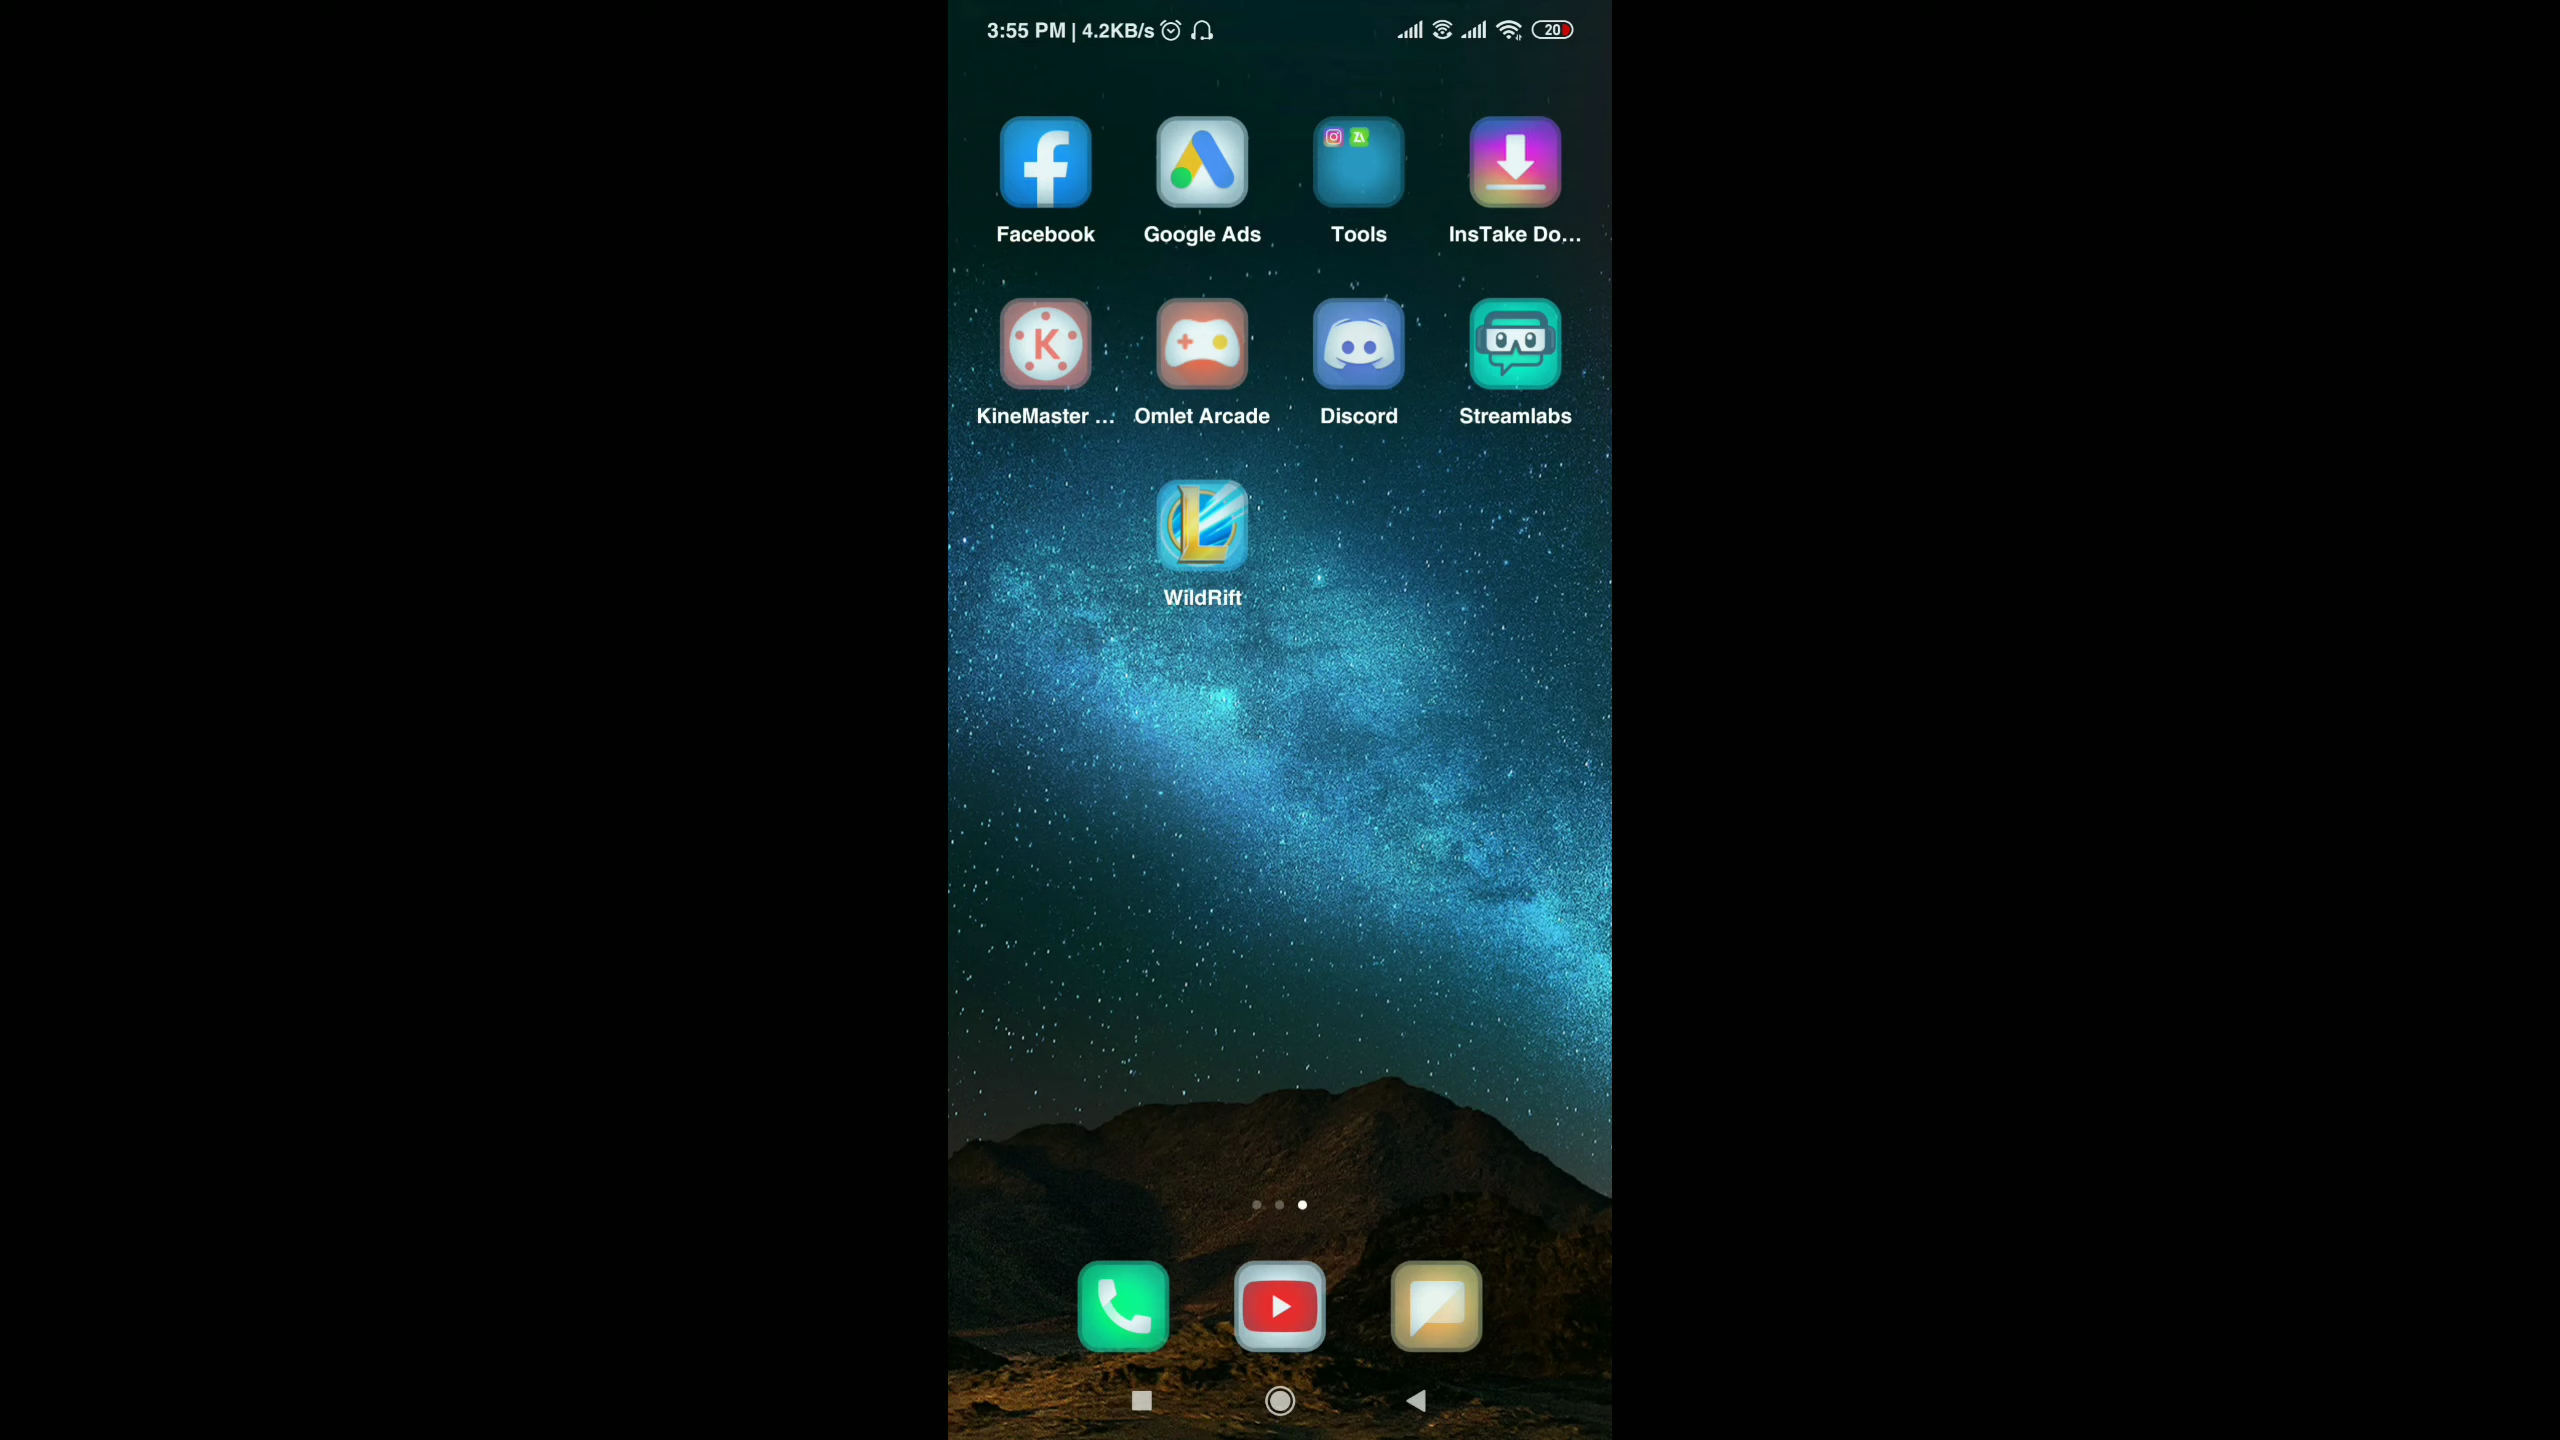 3:55 PM | 4.2KB/s
20
Facebook
Google Ads
Tools
InsTake Do...
KineMaster ...
Omlet Arcade
Discord
Streamlabs
WildRift